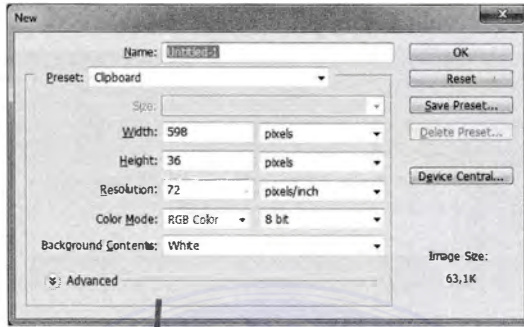 New
Name: Untitled-1 OK
Preset: Clipboard Reset
Size: Save Preset...
Width: 598 pixels Delete Preset...
Height: 36 pixels
Resolution: 72 pixels/inch Device Central...
Color Mode: RGB Color 8 bit
Background Contents: White
Image Size:
Advanced 63,1K